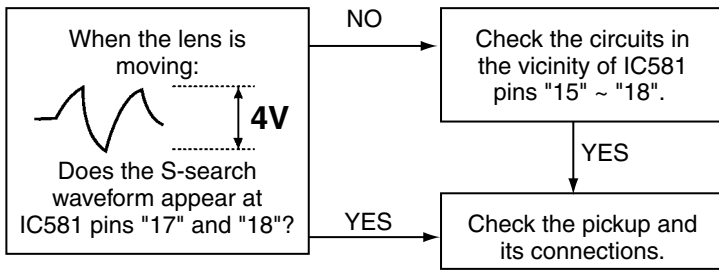 When the lens is
moving:
4V
Does the S-search
waveform appear at
IC581 pins "17" and "18"?
NO
Check the circuits in
the vicinity of IC581
pins "15" ~ "18".
YES
YES
Check the pickup and
its connections.